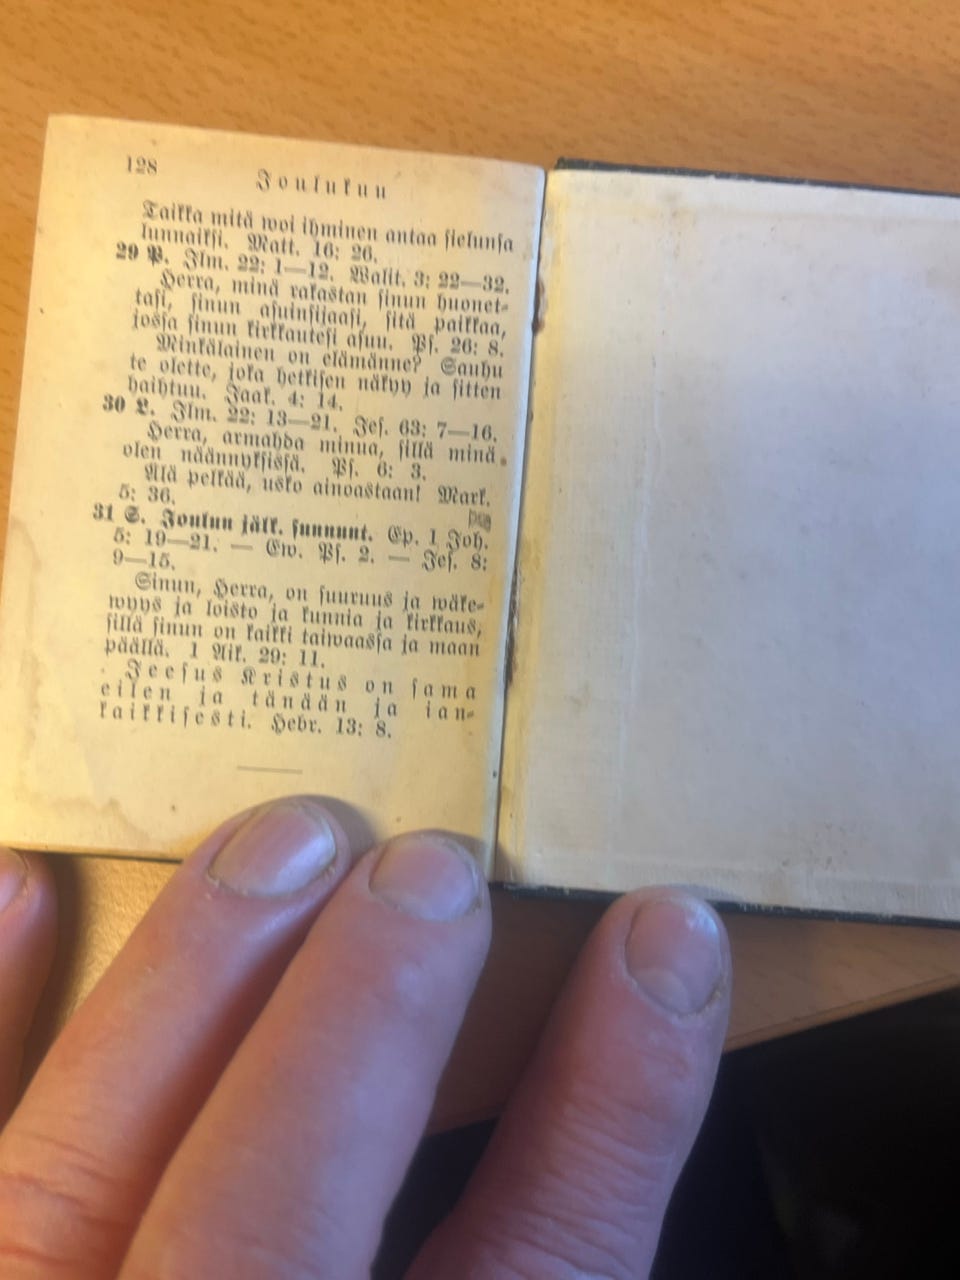 128
Joulukuu
Taikka mitä woi ihminen antaa sielunsa
lunnaiksi. Matt. 16: 26.
29 P. Ilm. 22: 1—12. Walit. 3: 22—32.
Herra, minä rakastan sinun huonet-
tasi, sinun asuinsijaasi, sitä paikkaa,
jossa sinun kirkkautesi asuu. Ps. 26: 8.
Minkälainen on elämänne? Sauhu
te olette, joka hetkisen näkyy ja sitten
haihtuu. Jaak. 4: 14.
30 L. Ilm. 22: 13—21. Jes. 63: 7—16.
Herra, armahda minua, sillä minä
olen näännyksissä. Ps. 6: 3.
Älä pelkää, usko ainoastaan! Mark.
5: 36.
31 S. Joulun jälk. sunnunt. Ep. 1 Joh.
5: 19—21. — Ew. Ps. 2. — Jes. 8:
9—15.
Sinun, Herra, on suuruus ja wäke-
wyys ja loisto ja kunnia ja kirkkaus,
sillä sinun on kaikki taiwaassa ja maan
päällä. 1 Aik. 29: 11.
Jeesus Kristus on sama
eilen ja tänään ja ian-
kaikkisesti. Hebr. 13: 8.